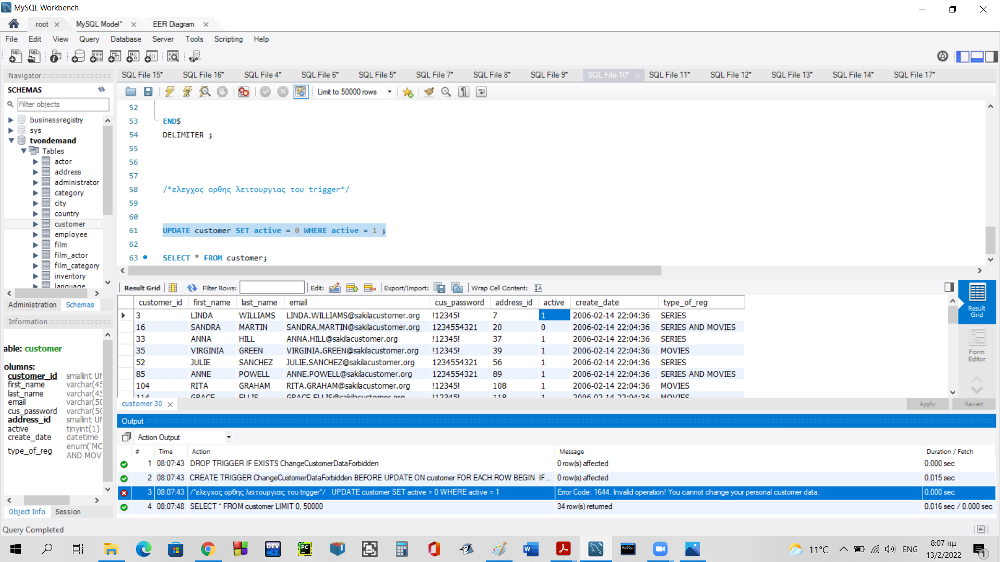 MySQL Workbench
root
MySQL Model*
EER Diagram
File Edit View Query Database Server Tools Scripting Help
Navigator
SCHEMAS
Filter objects
businessregistry
sys
tvondemand
Tables
actor
address
administrator
category
city
country
customer
employee
film
film_actor
film_category
inventory
language
Administration Schemas
Information
able: customer
olumns:
customer_id smallint UN
first_name varchar(45
last_name varchar(45
email varchar(50
cus_password varchar(50
address_id smallint UN
active tinyint(1)
create_date datetime
type_of_reg enum('MO
AND MOV
Object Info Session
Query Completed
SQL File 15* SQL File 16* SQL File 4* SQL File 6* SQL File 5* SQL File 7* SQL File 8* SQL File 9* SQL File 10* SQL File 11* SQL File 12* SQL File 13* SQL File 14* SQL File 17*
Limit to 50000 rows
52
53 END$
54 DELIMITER ;
55
56
57
58 /*ελεγχος ορθης λειτουργιας του trigger*/
59
60
61 UPDATE customer SET active = 0 WHERE active = 1 ;
62
63 SELECT * FROM customer;
Result Grid Filter Rows: Edit: Export/Import: Wrap Cell Content:
customer_id first_name last_name email cus_password address_id active create_date type_of_reg
3 LINDA WILLIAMS LINDA.WILLIAMS@sakilacustomer.org !12345! 7 1 2006-02-14 22:04:36 SERIES
16 SANDRA MARTIN SANDRA.MARTIN@sakilacustomer.org 1234554321 20 0 2006-02-14 22:04:36 SERIES AND MOVIES
33 ANNA HILL ANNA.HILL@sakilacustomer.org !12345! 37 1 2006-02-14 22:04:36 SERIES
35 VIRGINIA GREEN VIRGINIA.GREEN@sakilacustomer.org !12345! 39 1 2006-02-14 22:04:36 MOVIES
52 JULIE SANCHEZ JULIE.SANCHEZ@sakilacustomer.org 1234554321 56 1 2006-02-14 22:04:36 SERIES
85 ANNE POWELL ANNE.POWELL@sakilacustomer.org 1234554321 89 1 2006-02-14 22:04:36 SERIES AND MOVIES
104 RITA GRAHAM RITA.GRAHAM@sakilacustomer.org !12345! 108 1 2006-02-14 22:04:36 MOVIES
114 GRACE ELLIS GRACE.ELLIS@sakilacustomer.org !12345! 118 1 2006-02-14 22:04:36 MOVIES
Result Grid
Form Editor
customer 30
Apply Revert
Output
Action Output
# Time Action Message Duration / Fetch
1 08:07:43 DROP TRIGGER IF EXISTS ChangeCustomerDataForbidden 0 row(s) affected 0.000 sec
2 08:07:43 CREATE TRIGGER ChangeCustomerDataForbidden BEFORE UPDATE ON customer FOR EACH ROW BEGIN IF... 0 row(s) affected 0.015 sec
3 08:07:43 /*ελεγχος ορθης λειτουργιας του trigger*/ UPDATE customer SET active = 0 WHERE active = 1 Error Code: 1644. Invalid operation! You cannot change your personal customer data. 0.000 sec
4 08:07:48 SELECT * FROM customer LIMIT 0, 50000 34 row(s) returned 0.016 sec / 0.000 sec
11°C ENG 8:07 πμ
13/2/2022
1